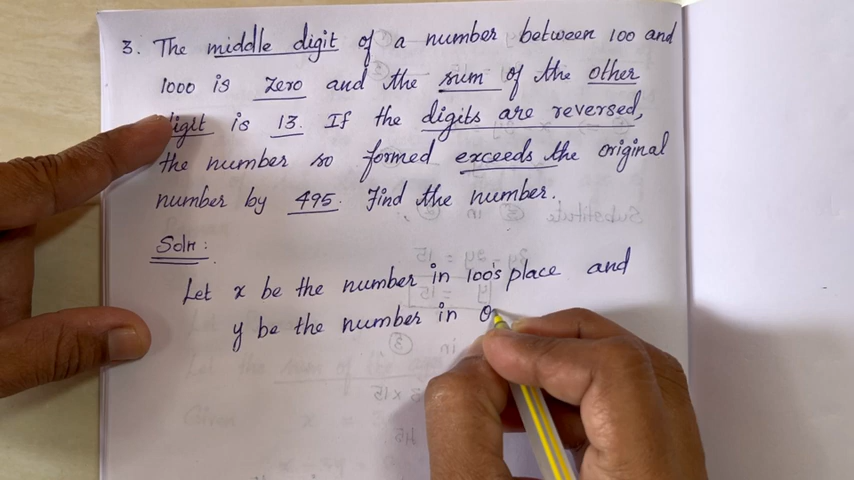 3. The middle digit of a number between 100 and
1000 is zero and the sum of the other
digit is 13. If the digits are reversed,
the number so formed exceeds the original
number by 495. Find the number.
Soln:
Let x be the number in 100's place and
y be the number in O